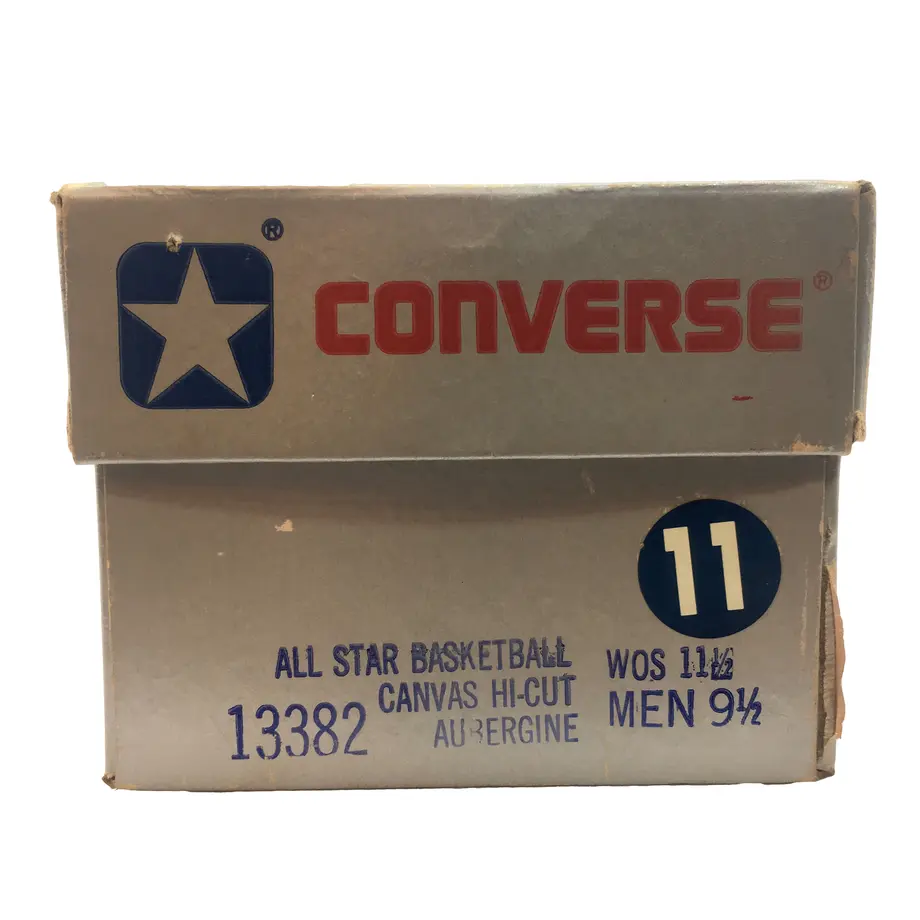 ®
CONVERSE®
11
ALL STAR BASKETBALL
CANVAS HI-CUT
13382
AUBERGINE
WOS 11½
MEN 9½